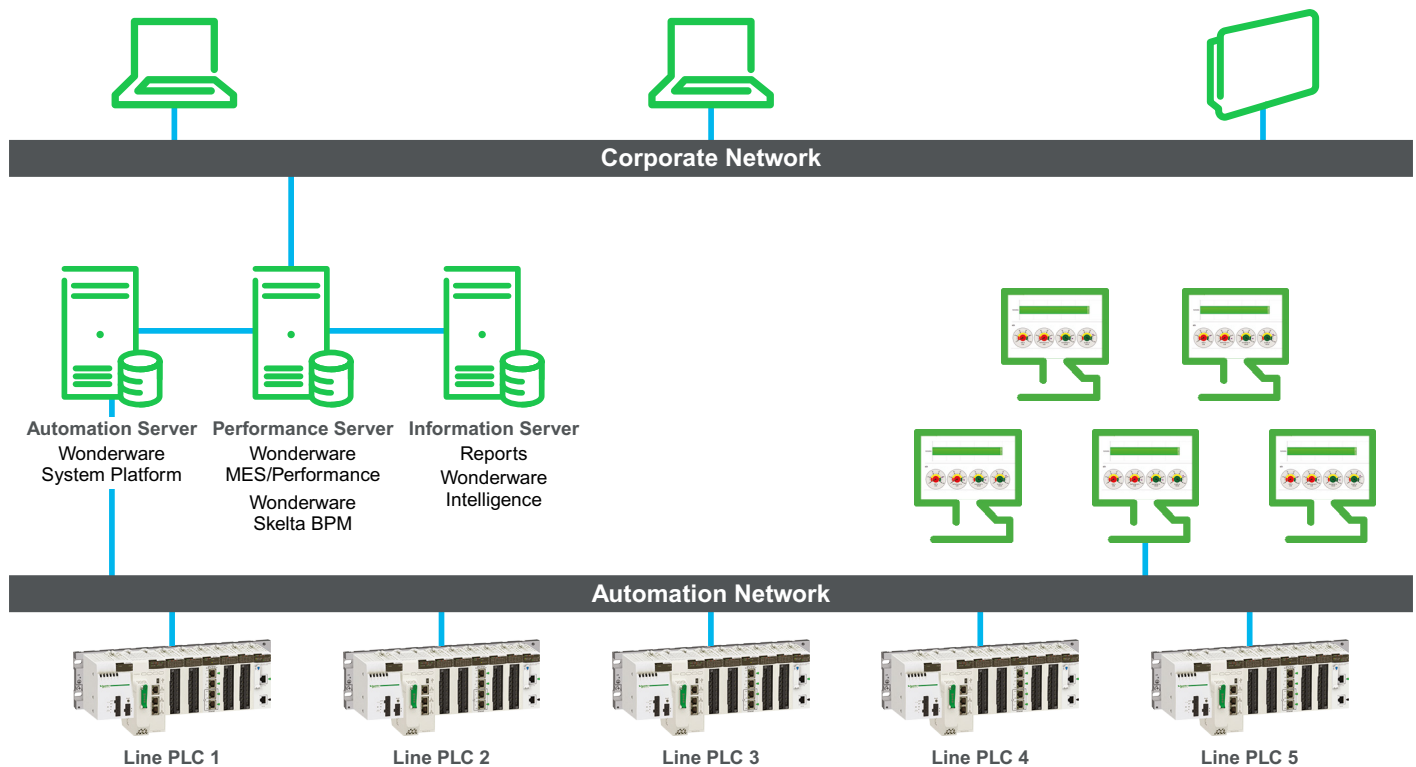 Corporate Network
Automation Server
Wonderware
System Platform
Performance Server
Wonderware
MES/Performance
Wonderware
Skelta BPM
Information Server
Reports
Wonderware
Intelligence
Automation Network
Line PLC 1
Line PLC 2
Line PLC 3
Line PLC 4
Line PLC 5